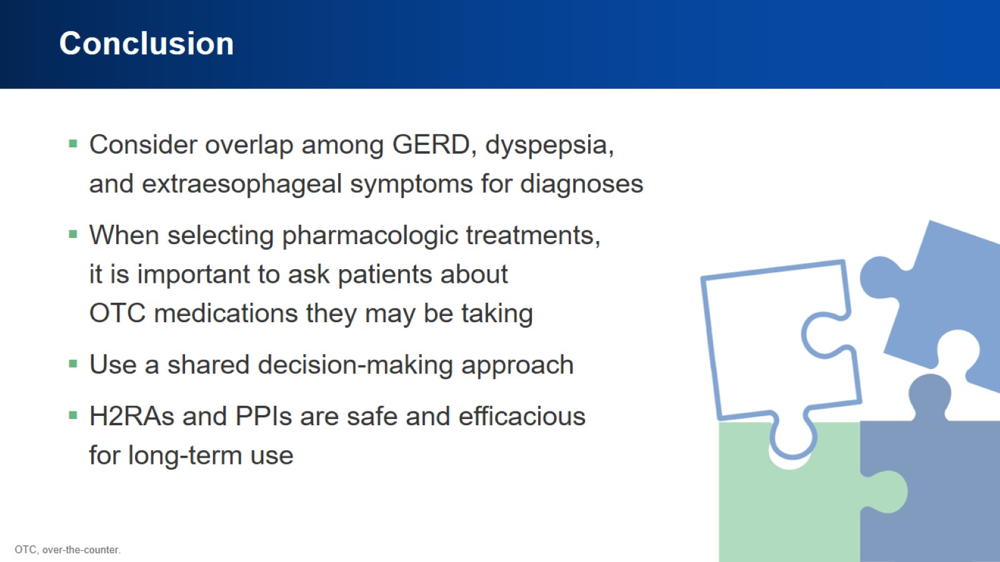 Conclusion
▪ Consider overlap among GERD, dyspepsia,
and extraesophageal symptoms for diagnoses
▪ When selecting pharmacologic treatments,
it is important to ask patients about
OTC medications they may be taking
▪ Use a shared decision-making approach
▪ H2RAs and PPIs are safe and efficacious
for long-term use
OTC, over-the-counter.